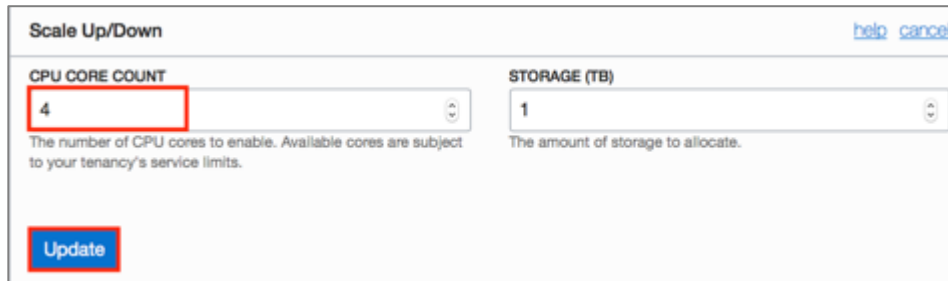 Scale Up/Down help cancel
CPU CORE COUNT STORAGE (TB)
4 1
The number of CPU cores to enable. Available cores are subject The amount of storage to allocate.
to your tenancy's service limits.
Update